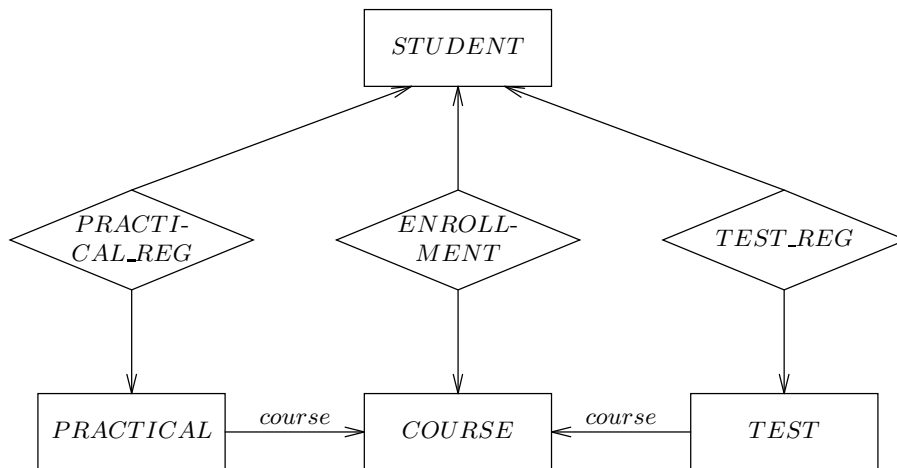 STUDENT
PRACTI-
CAL_REG
ENROLL-
MENT
TEST_REG
PRACTICAL
course
COURSE
course
TEST